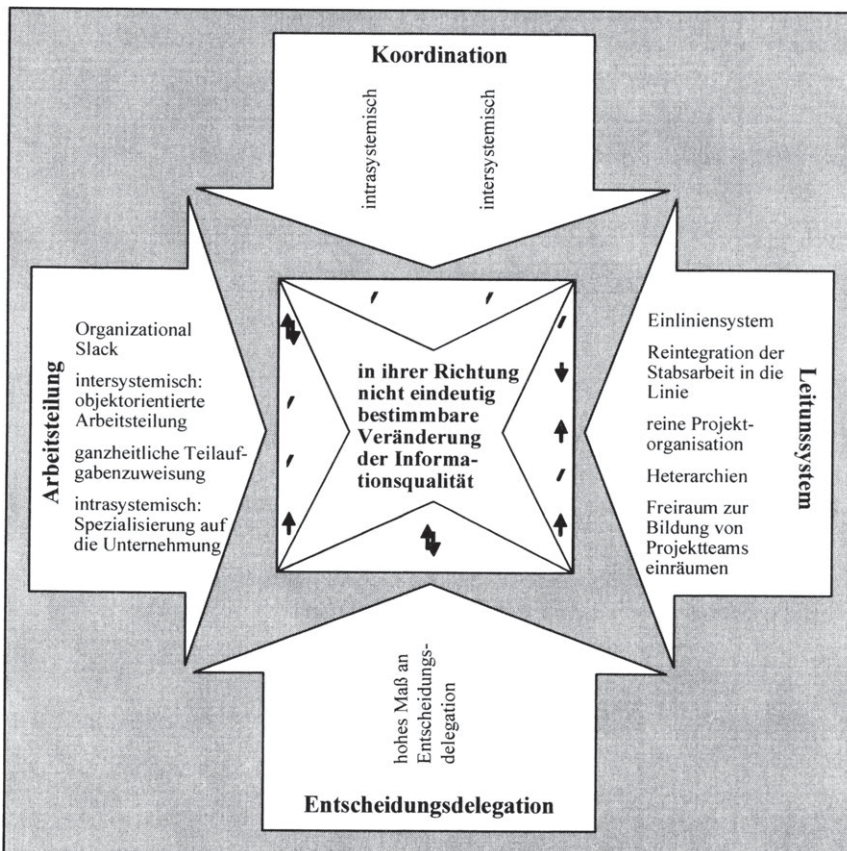 Koordination
intrasystemisch
intersystemisch
Arbeitsteilung
Organizational
Slack
intersystemisch:
objektorientierte
Arbeitsteilung
ganzheitliche Teilauf-
gabenzuweisung
intrasystemisch:
Spezialisierung auf
die Unternehmung
in ihrer Richtung
nicht eindeutig
bestimmbare
Veränderung
der Informa-
tionsqualität
Einliniensystem
Reintegration der
Stabsarbeit in die
Linie
reine Projekt-
organisation
Heterarchien
Freiraum zur
Bildung von
Projektteams
einräumen
Leitunssystem
hohes Maß an
Entscheidungs-
delegation
Entscheidungsdelegation